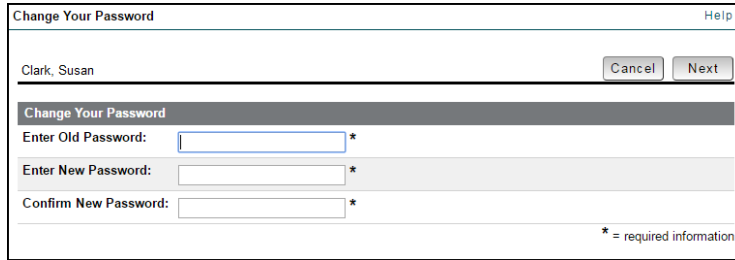 Change Your Password Help
Clark, Susan Cancel Next
Change Your Password
Enter Old Password: *
Enter New Password: *
Confirm New Password: *
* = required information